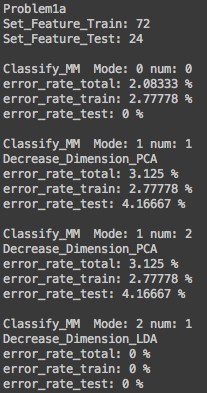 Problem1a
Set_Feature_Train: 72
Set_Feature_Test: 24
Classify_MM  Mode: 0 num: 0
error_rate_total: 2.08333 %
error_rate_train: 2.77778 %
error_rate_test: 0 %
Classify_MM  Mode: 1 num: 1
Decrease_Dimension_PCA
error_rate_total: 3.125 %
error_rate_train: 2.77778 %
error_rate_test: 4.16667 %
Classify_MM  Mode: 1 num: 2
Decrease_Dimension_PCA
error_rate_total: 3.125 %
error_rate_train: 2.77778 %
error_rate_test: 4.16667 %
Classify_MM  Mode: 2 num: 1
Decrease_Dimension_LDA
error_rate_total: 0 %
error_rate_train: 0 %
error_rate_test: 0 %